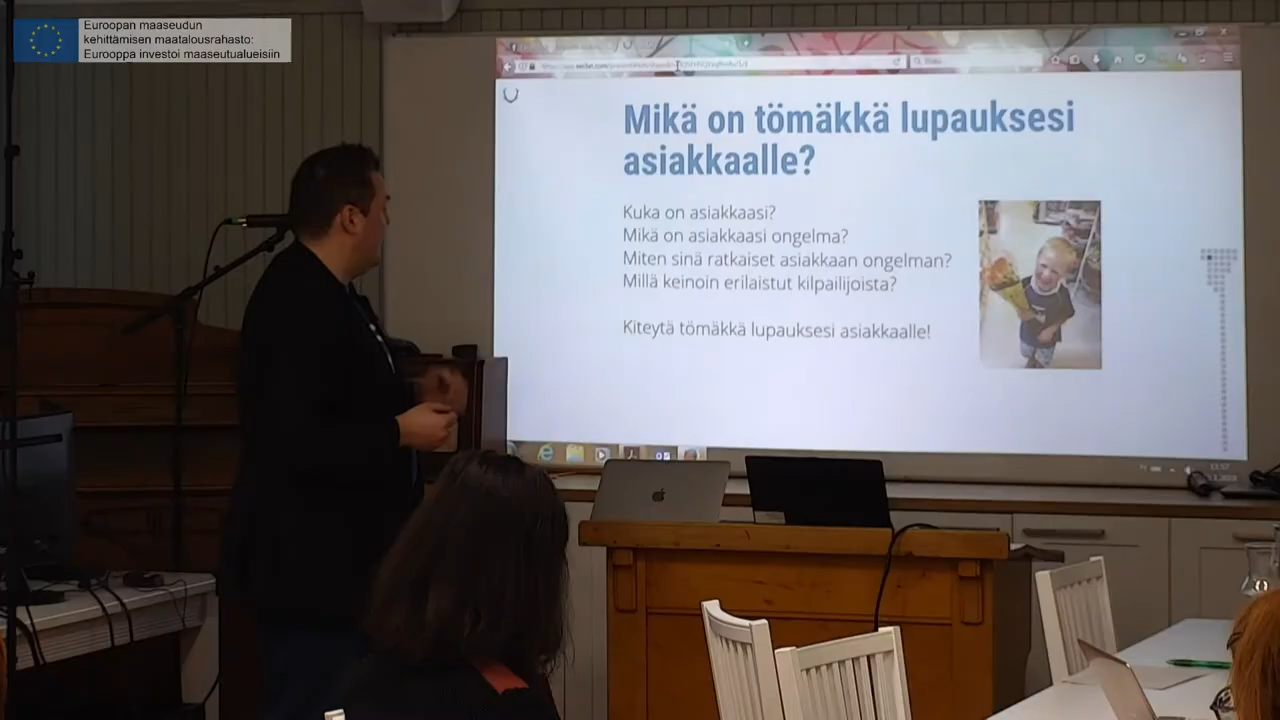 Euroopan maaseudun
kehittämisen maatalousrahasto:
Eurooppa investoi maaseutualueisiin
Mikä on tömäkkä lupauksesi
asiakkaalle?
Kuka on asiakkaasi?
Mikä on asiakkaasi ongelma?
Miten sinä ratkaiset asiakkaan ongelman?
Millä keinoin erilaistut kilpailijoista?
Kiteytä tömäkkä lupauksesi asiakkaalle!